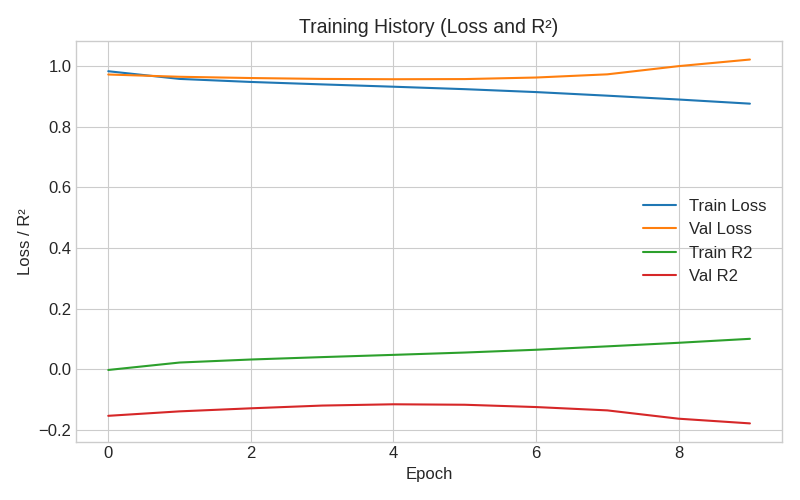 Training History (Loss and R²)
Loss / R²
1.0
0.8
0.6
0.4
0.2
0.0
−0.2
Train Loss
Val Loss
Train R2
Val R2
0 2 4 6 8
Epoch